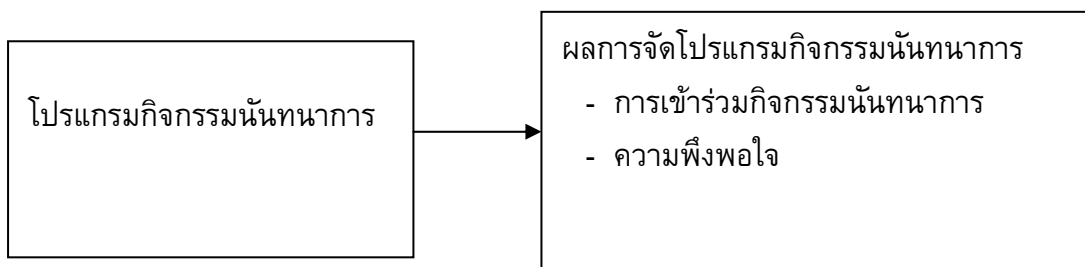 โปรแกรมกิจกรรมนันทนาการ
ผลการจัดโปรแกรมกิจกรรมนันทนาการ
- การเข้าร่วมกิจกรรมนันทนาการ
- ความพึงพอใจ